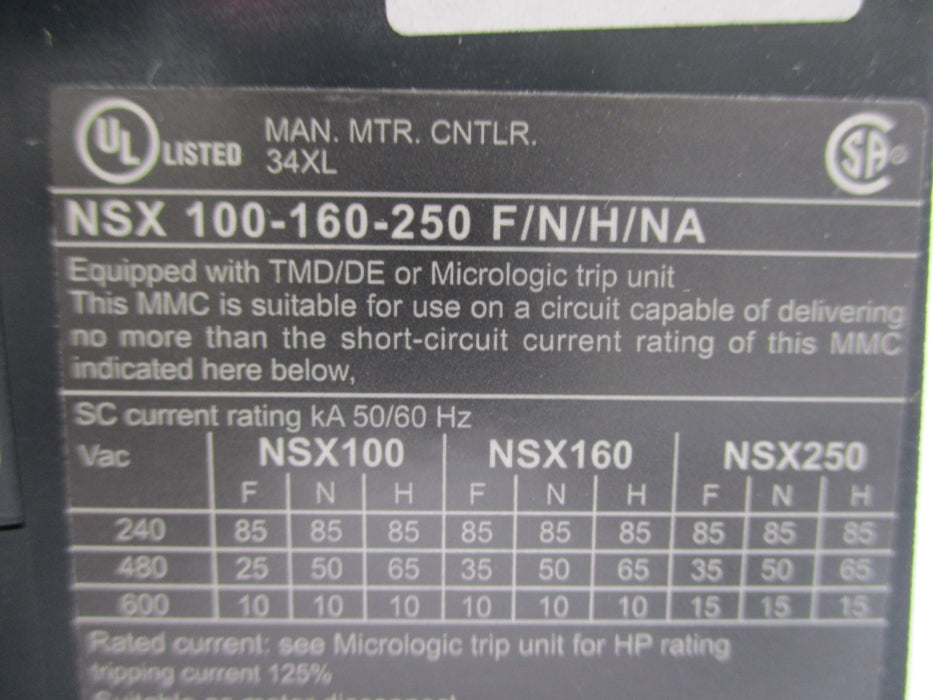 UL LISTED MAN. MTR. CNTLR.
34XL
SA
NSX 100-160-250 F/N/H/NA
Equipped with TMD/DE or Micrologic trip unit
This MMC is suitable for use on a circuit capable of delivering
no more than the short-circuit current rating of this MMC
indicated here below,
SC current rating kA 50/60 Hz
Vac NSX100 NSX160 NSX250
F N H F N H F N H
240 85 85 85 85 85 85 85 85 85
480 25 50 65 35 50 65 35 50 65
600 10 10 10 10 10 10 15 15 15
Rated current: see Micrologic trip unit for HP rating
tripping current 125%
Suitable as motor disconnect